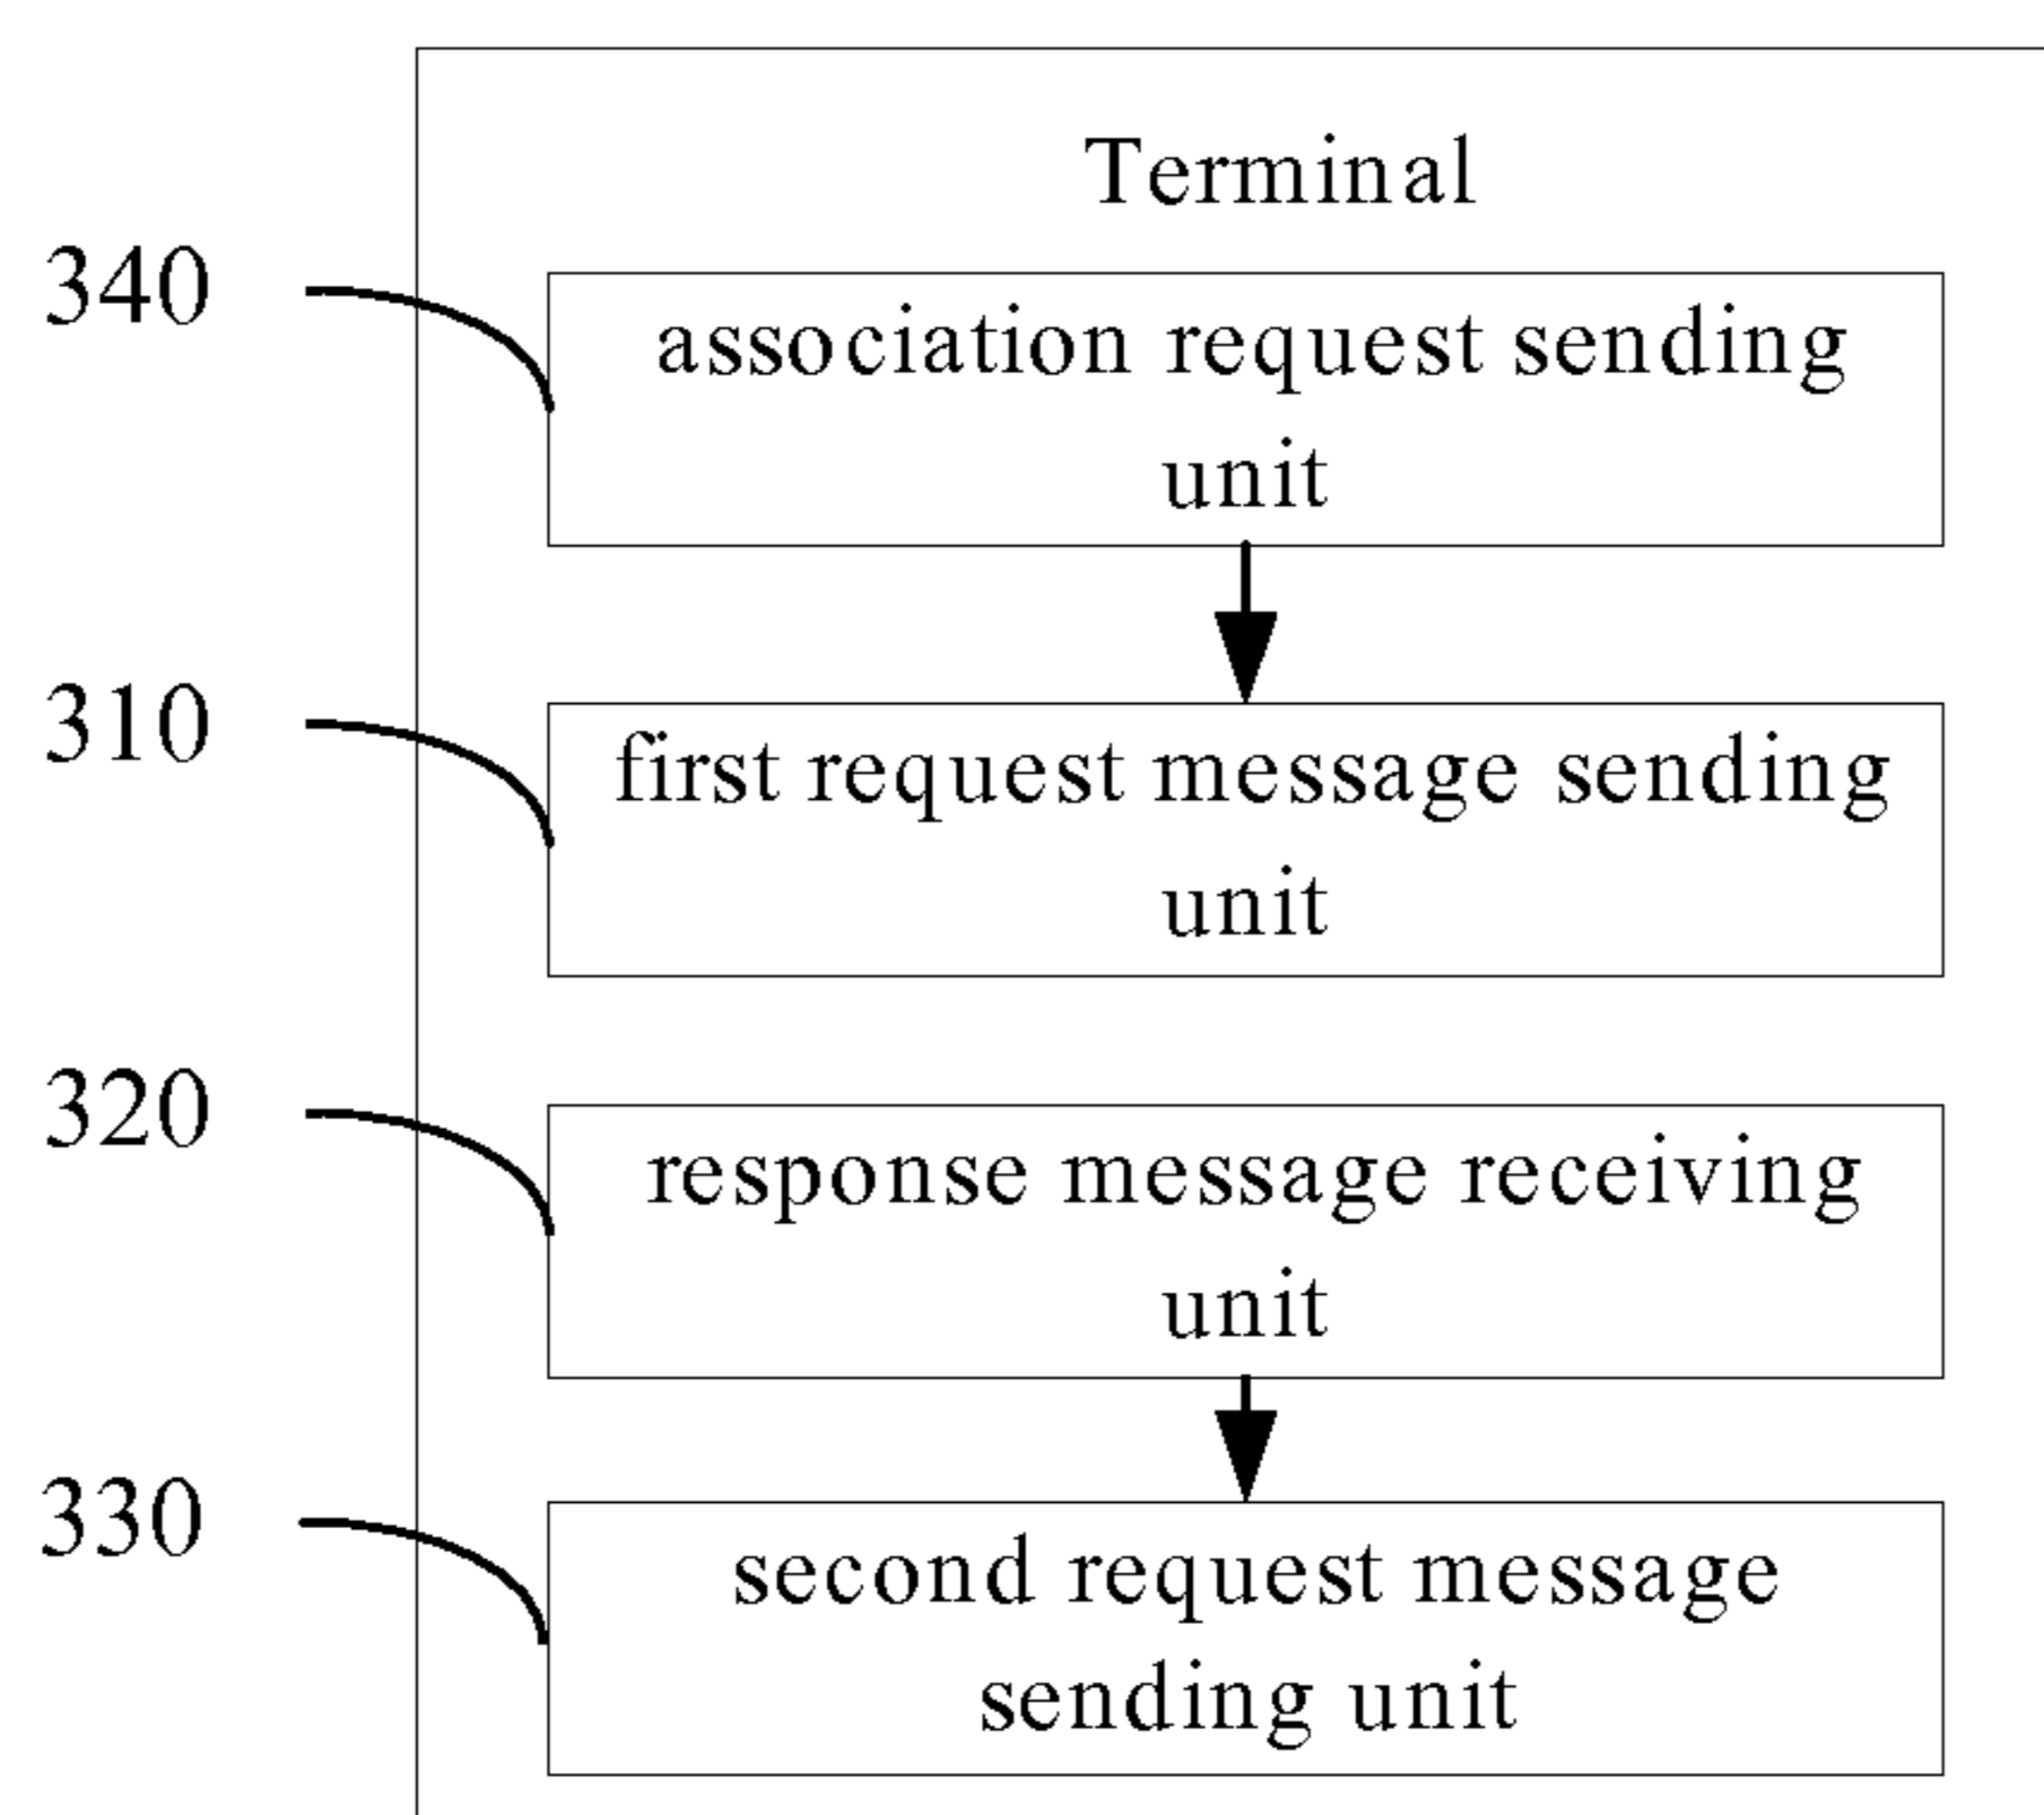 Terminal
340
association request sending
unit
310
first request message sending
unit
320
response message receiving
unit
330
second request message
sending unit